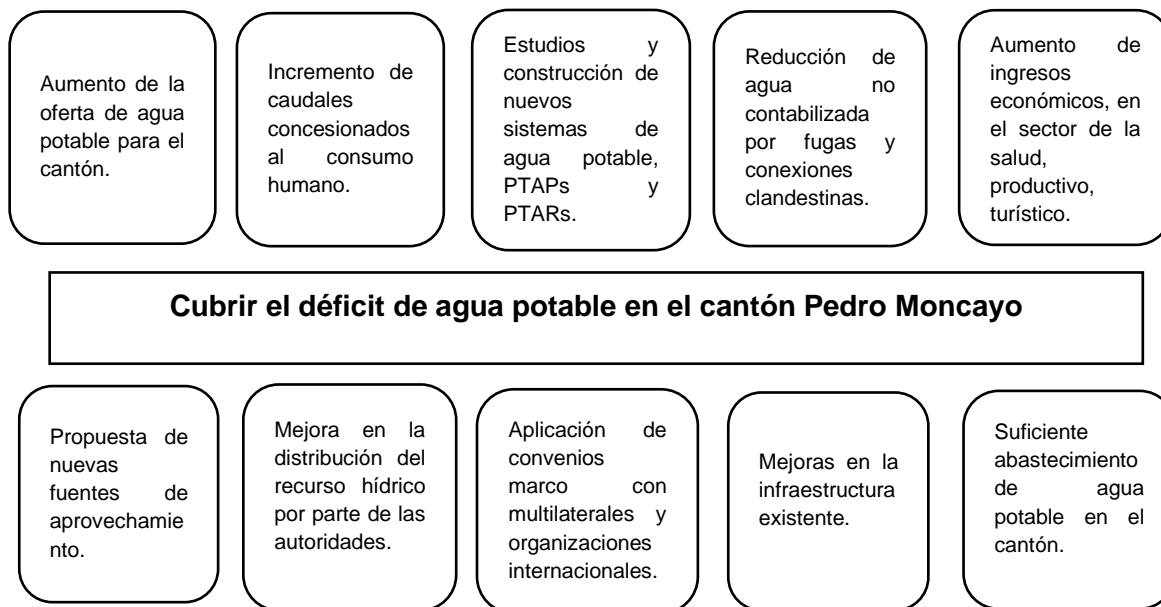 Aumento de la
oferta de agua
potable para el
cantón.
Incremento de
caudales
concesionados
al consumo
humano.
Estudios y
construcción de
nuevos
sistemas de
agua potable,
PTAPs y
PTARs.
Reducción de
agua no
contabilizada
por fugas y
conexiones
clandestinas.
Aumento de
ingresos
económicos, en
el sector de la
salud,
productivo,
turístico.
Cubrir el déficit de agua potable en el cantón Pedro Moncayo
Propuesta de
nuevas
fuentes de
aprovechamie
nto.
Mejora en la
distribución del
recurso hídrico
por parte de las
autoridades.
Aplicación de
convenios
marco con
multilaterales y
organizaciones
internacionales.
Mejoras en la
infraestructura
existente.
Suficiente
abastecimiento
de agua
potable en el
cantón.